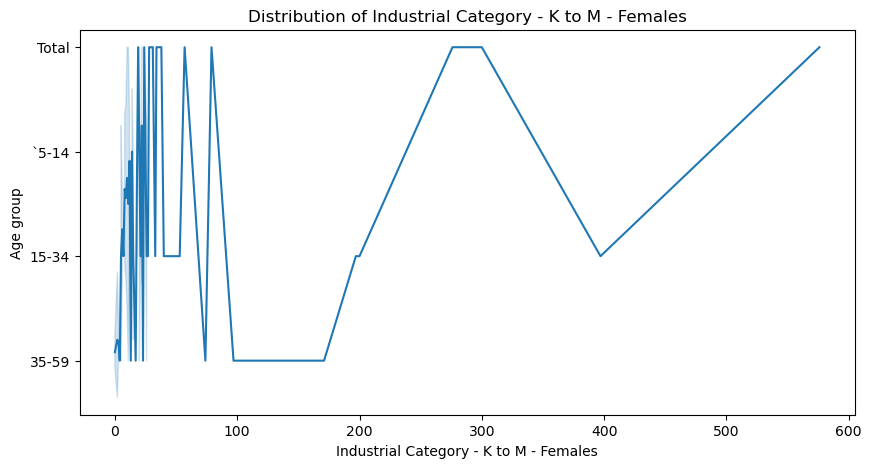 Distribution of Industrial Category - K to M - Females
Total
`5-14
15-34
35-59
Age group
0 100 200 300 400 500 600
Industrial Category - K to M - Females